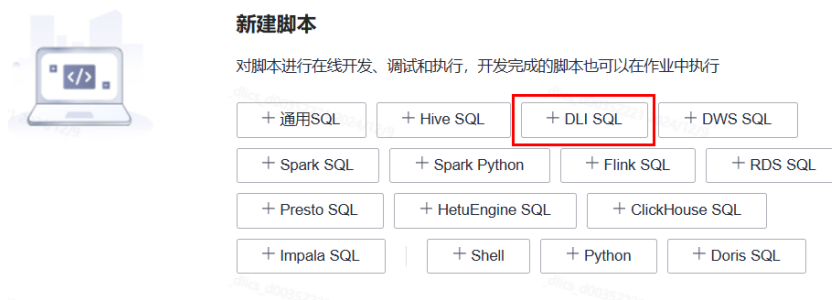 新建脚本
对脚本进行在线开发、调试和执行，开发完成的脚本也可以在作业中执行
+ 通用SQL + Hive SQL + DLI SQL + DWS SQL
+ Spark SQL + Spark Python + Flink SQL + RDS SQL
+ Presto SQL + HetuEngine SQL + ClickHouse SQL
+ Impala SQL + Shell + Python + Doris SQL